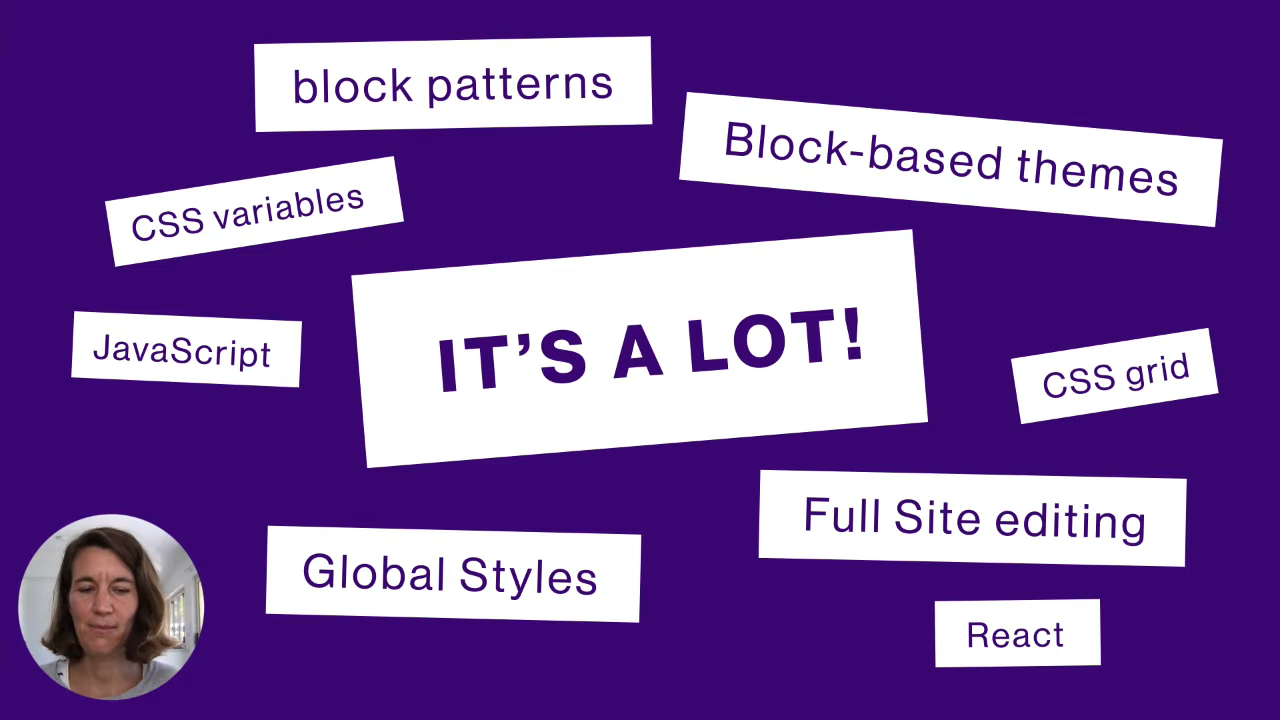 block patterns
Block-based themes
CSS variables
IT’S A LOT!
JavaScript
CSS grid
Full Site editing
Global Styles
React